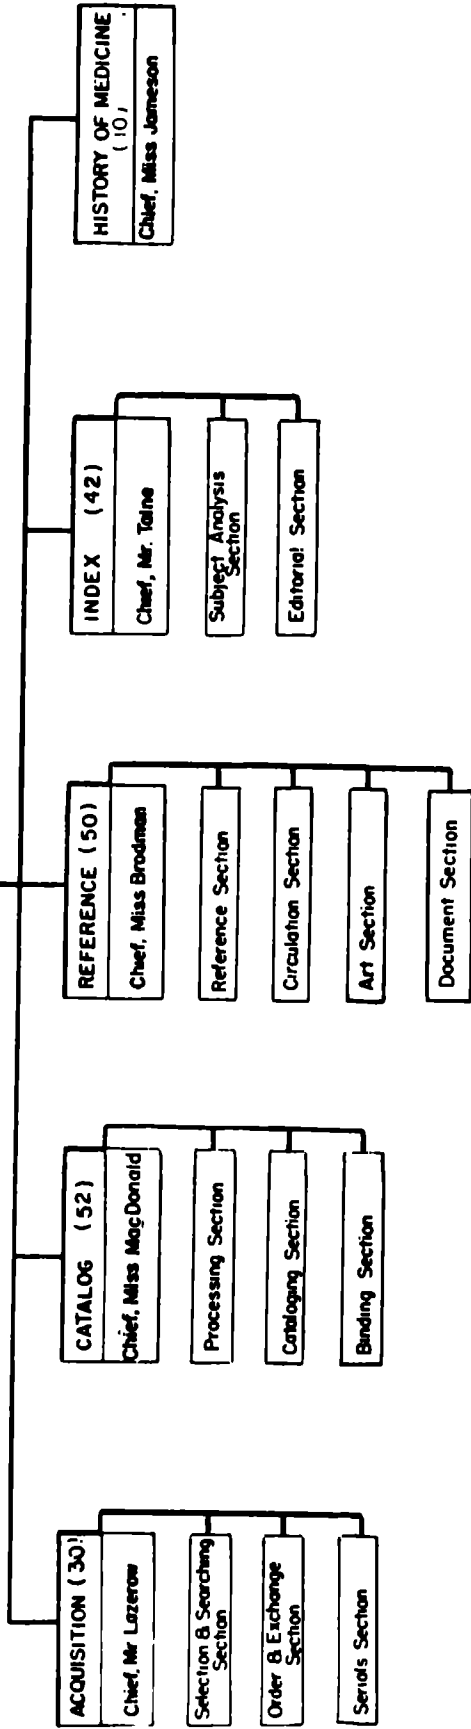 ACQUISITION (30)
Chief, Mr Lazerow
Selection & Searching
Section
Order & Exchange
Section
Serials Section
CATALOG (52)
Chief, Miss MacDonald
Processing Section
Cataloging Section
Binding Section
REFERENCE (50)
Chief, Miss Brodman
Reference Section
Circulation Section
Art Section
Document Section
INDEX (42)
Chief, Mr. Taine
Subject Analysis
Section
Editorial Section
HISTORY OF MEDICINE
(10)
Chief, Miss Jameson